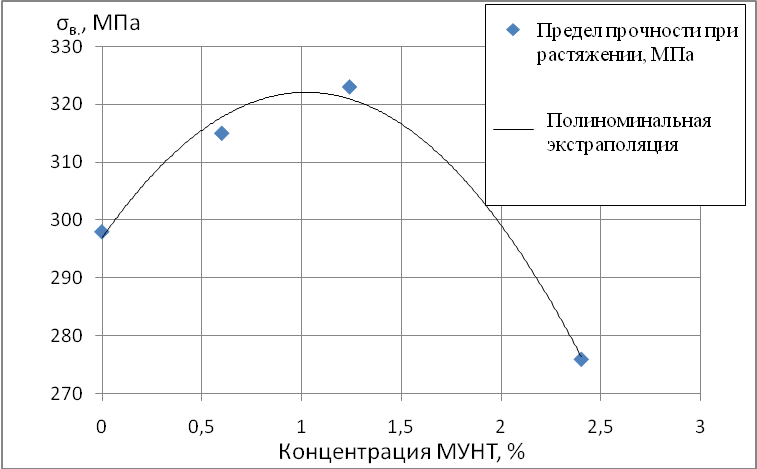 σв., МПа
330
320
310
300
290
280
270
0 0,5 1 1,5 2 2,5 3
Концентрация МУНТ, %
Предел прочности при
растяжении, МПа
Полиноминальная
экстраполяция